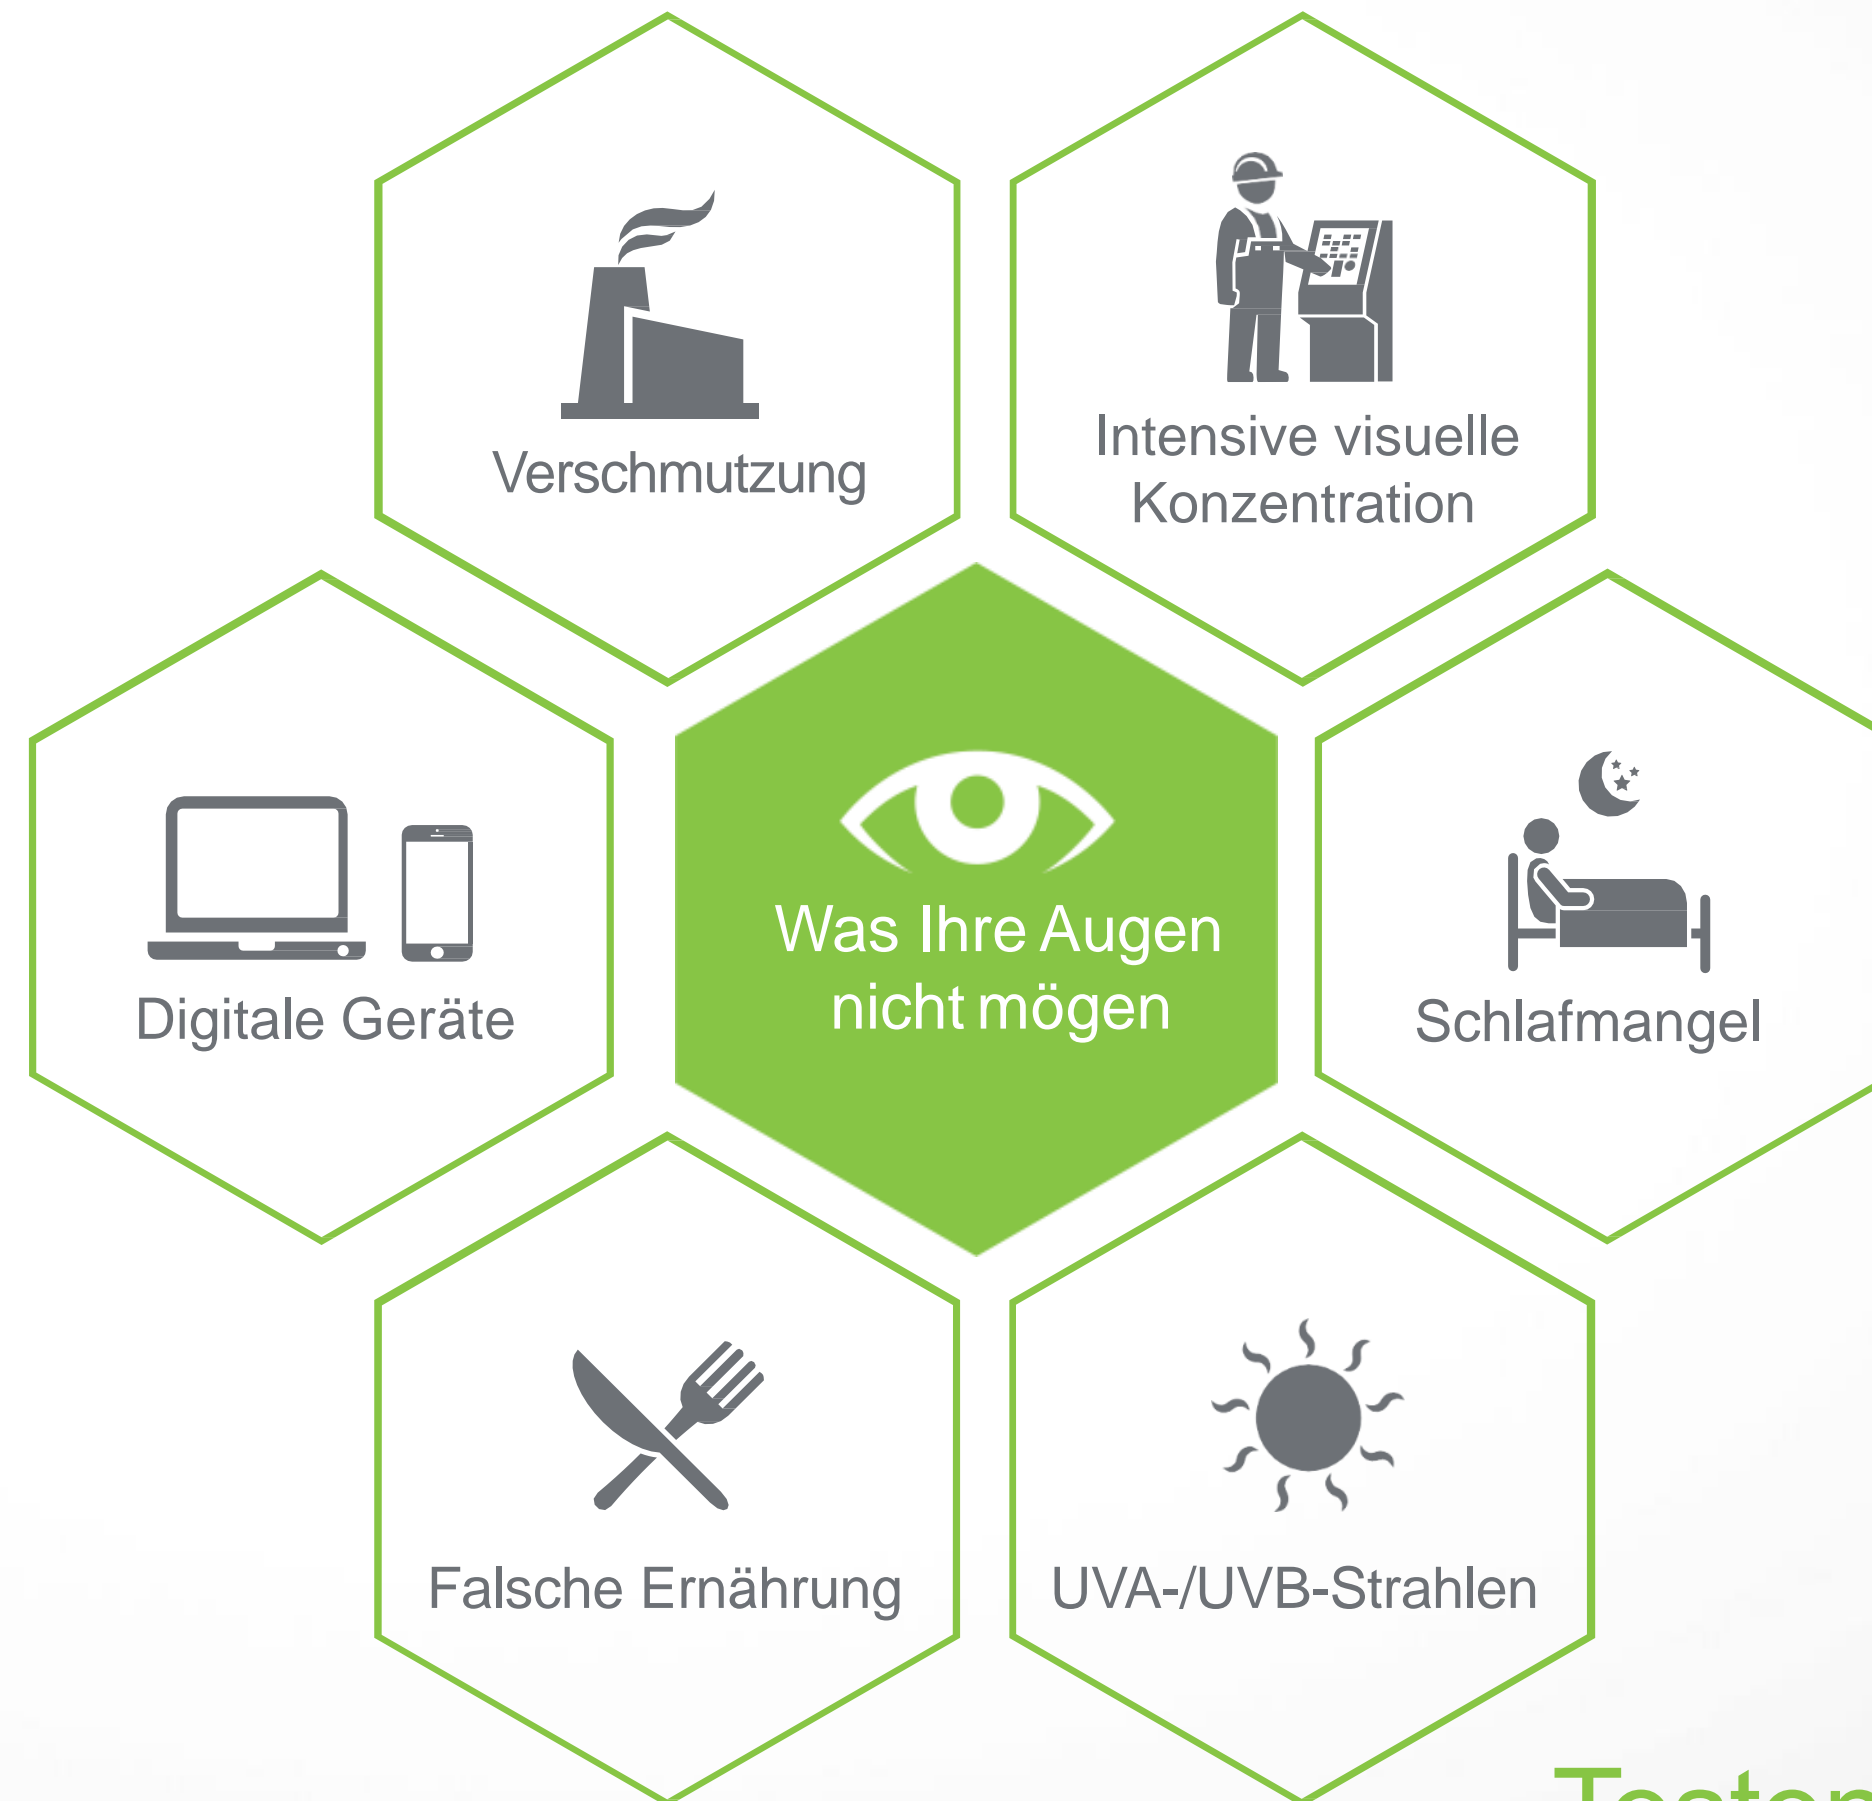 Verschmutzung
Intensive visuelle
Konzentration
Digitale Geräte
Was Ihre Augen
nicht mögen
Schlafmangel
Falsche Ernährung
UVA-/UVB-Strahlen